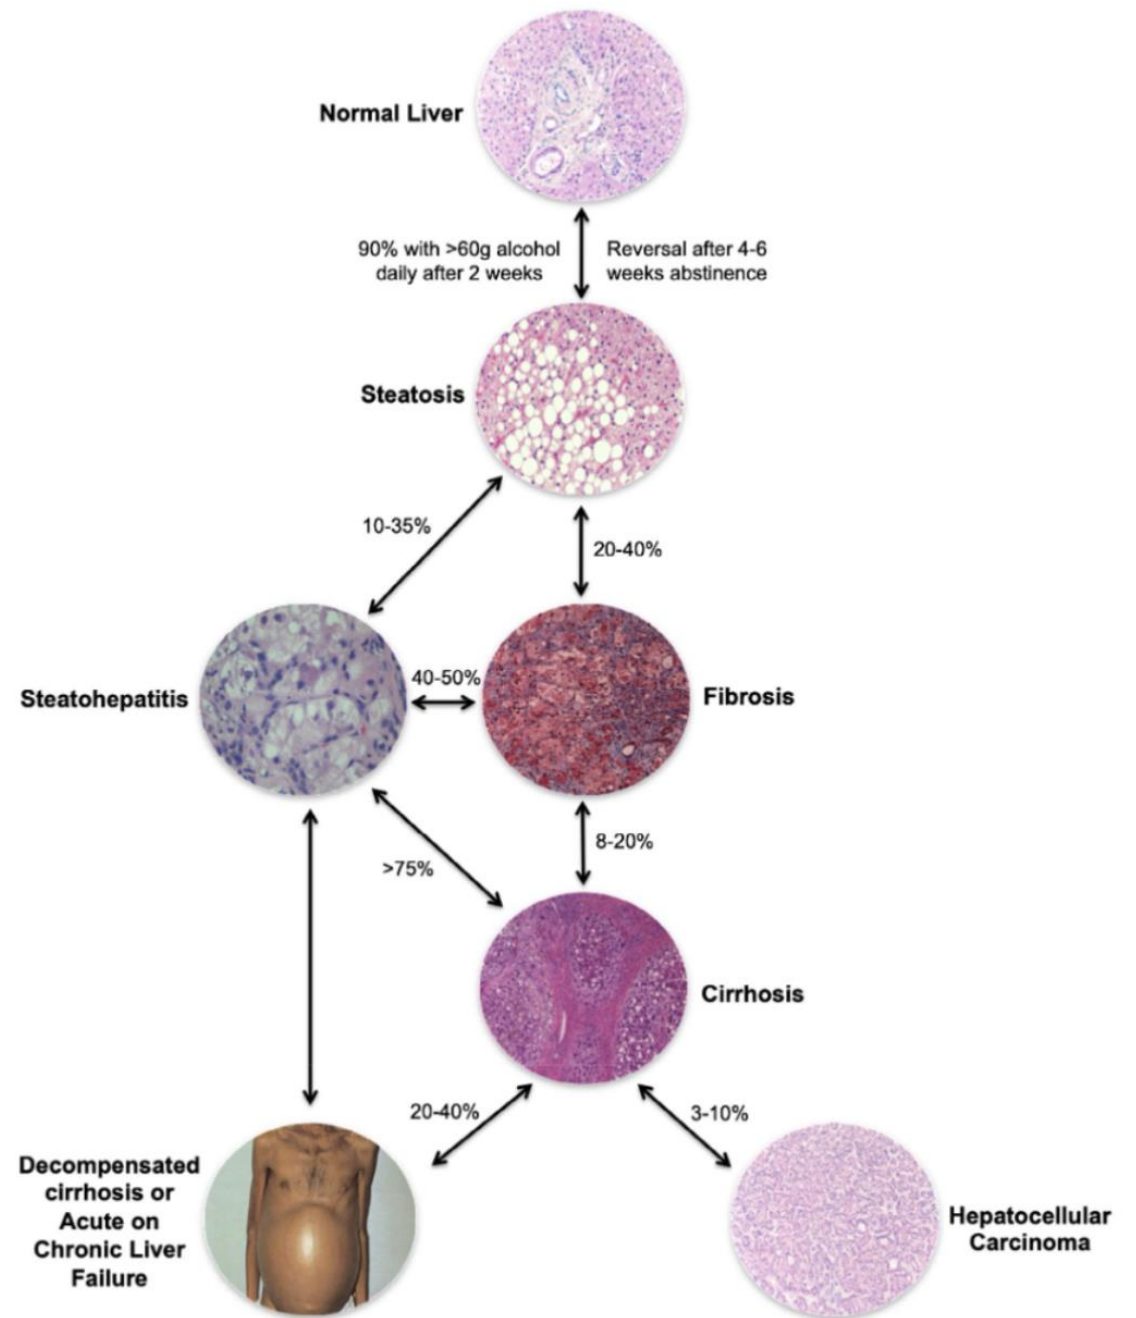 Normal Liver
90% with >60g alcohol
daily after 2 weeks
Reversal after 4-6
weeks abstinence
Steatosis
10-35%
20-40%
Steatohepatitis
40-50%
Fibrosis
>75%
8-20%
Cirrhosis
20-40%
3-10%
Decompensated
cirrhosis or
Acute on
Chronic Liver
Failure
Hepatocellular
Carcinoma